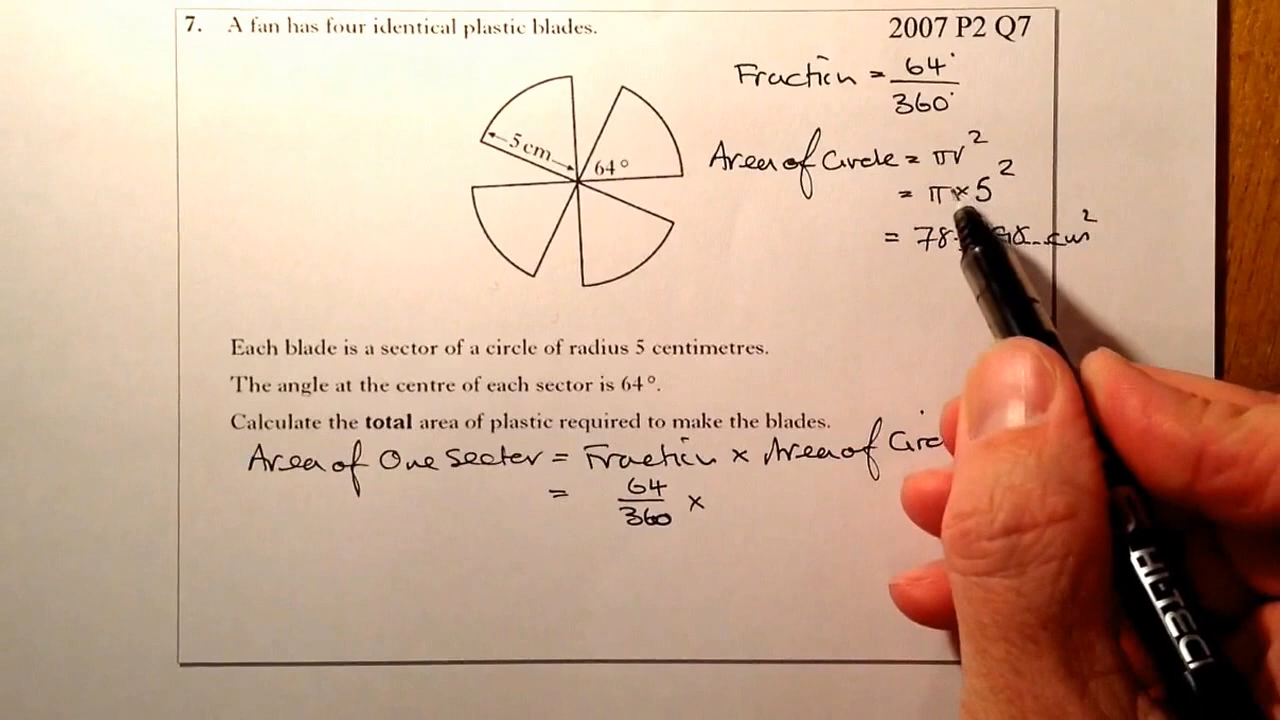 7. A fan has four identical plastic blades.
2007 P2 Q7
Fraction = 64° / 360°
5 cm
64°
Area of Circle = πr²
= π × 5²
= 78. cm²
Each blade is a sector of a circle of radius 5 centimetres.
The angle at the centre of each sector is 64°.
Calculate the total area of plastic required to make the blades.
Area of One Sector = Fraction × Area of Circ
= 64 / 360 ×
HI-TEC